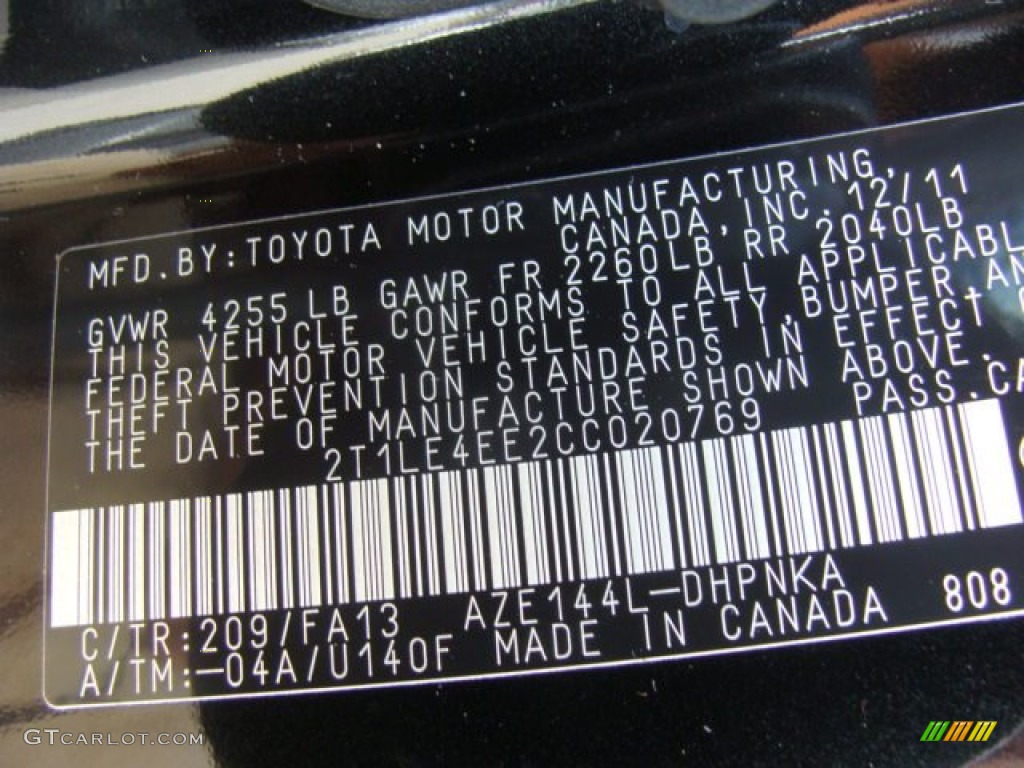 MFD.BY:TOYOTA MOTOR MANUFACTURING,
CANADA,INC.12/11
GVWR 4255LB GAWR FR 2260LB RR 2040LB
THIS VEHICLE CONFORMS TO ALL APPLICABL
FEDERAL MOTOR VEHICLE SAFETY,BUMPER,AN
THEFT PREVENTION STANDARDS IN EFFECT
THE DATE OF MANUFACTURE SHOWN ABOVE.
2T1LE4EE2CC020769 PASS.CA
C/TR:209/FA13 AZE144L-DHPNKA
A/TM:-04A/U140F MADE IN CANADA 808
GTCARLOT.COM